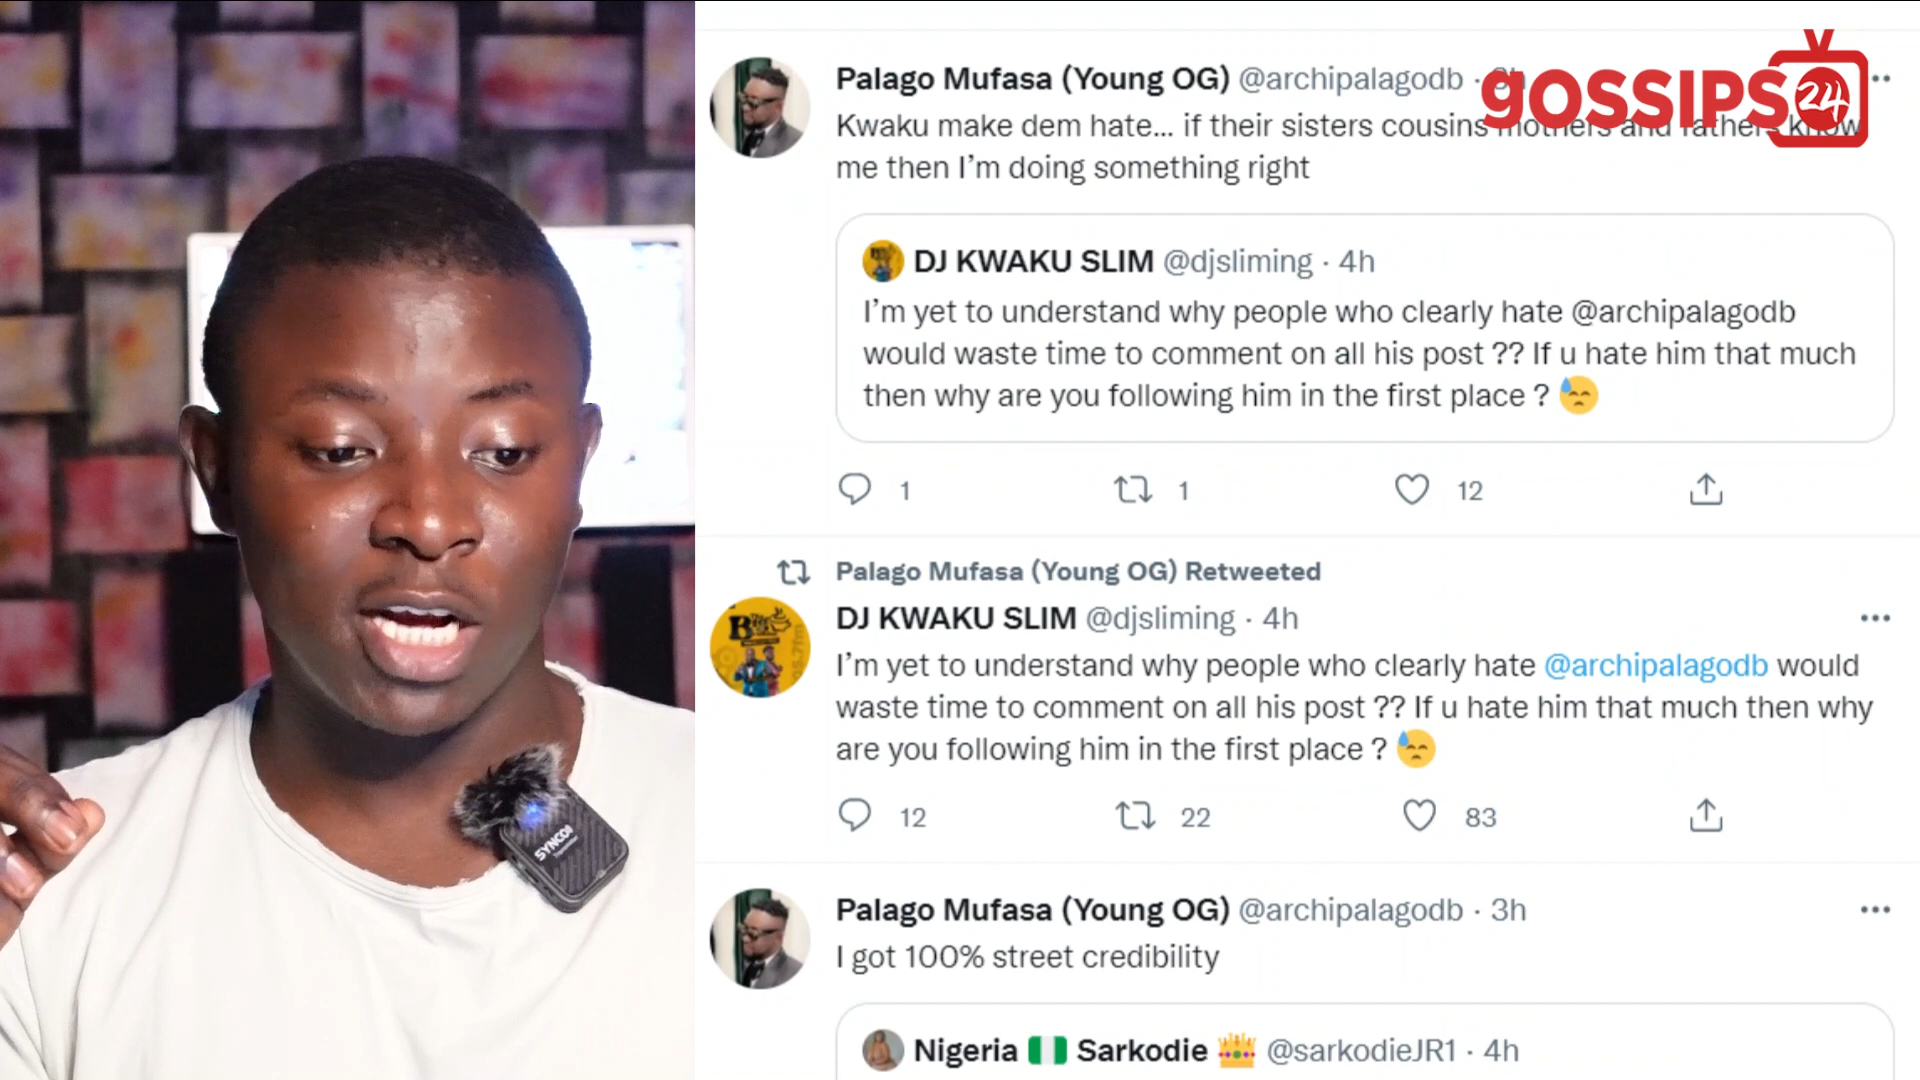 gOSSIPS 24
Palago Mufasa (Young OG) @archipalagodb ·
Kwaku make dem hate... if their sisters cousins mothers and fathers know
me then I'm doing something right
DJ KWAKU SLIM @djsliming · 4h
I'm yet to understand why people who clearly hate @archipalagodb
would waste time to comment on all his post ?? If u hate him that much
then why are you following him in the first place ? 😓
1 1 12
Palago Mufasa (Young OG) Retweeted
DJ KWAKU SLIM @djsliming · 4h
I'm yet to understand why people who clearly hate @archipalagodb would
waste time to comment on all his post ?? If u hate him that much then why
are you following him in the first place ? 😓
12 22 83
SYNCO
Palago Mufasa (Young OG) @archipalagodb · 3h
I got 100% street credibility
Nigeria 🇳🇬 Sarkodie 👑 @sarkodieJR1 · 4h